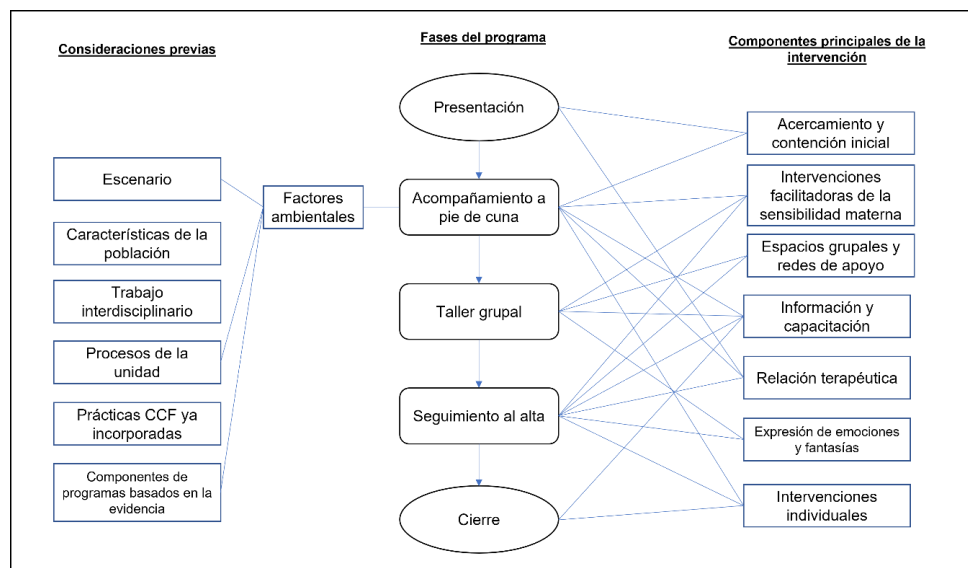 Consideraciones previas
Escenario
Características de la
población
Trabajo
interdisciplinario
Procesos de la
unidad
Prácticas CCF ya
incorporadas
Componentes de
programas basados en la
evidencia
Factores
ambientales
Fases del programa
Presentación
Acompañamiento a
pie de cuna
Taller grupal
Seguimiento al alta
Cierre
Componentes principales de la
intervención
Acercamiento y
contención inicial
Intervenciones
facilitadoras de la
sensibilidad materna
Espacios grupales y
redes de apoyo
Información y
capacitación
Relación terapéutica
Expresión de emociones
y fantasías
Intervenciones
individuales